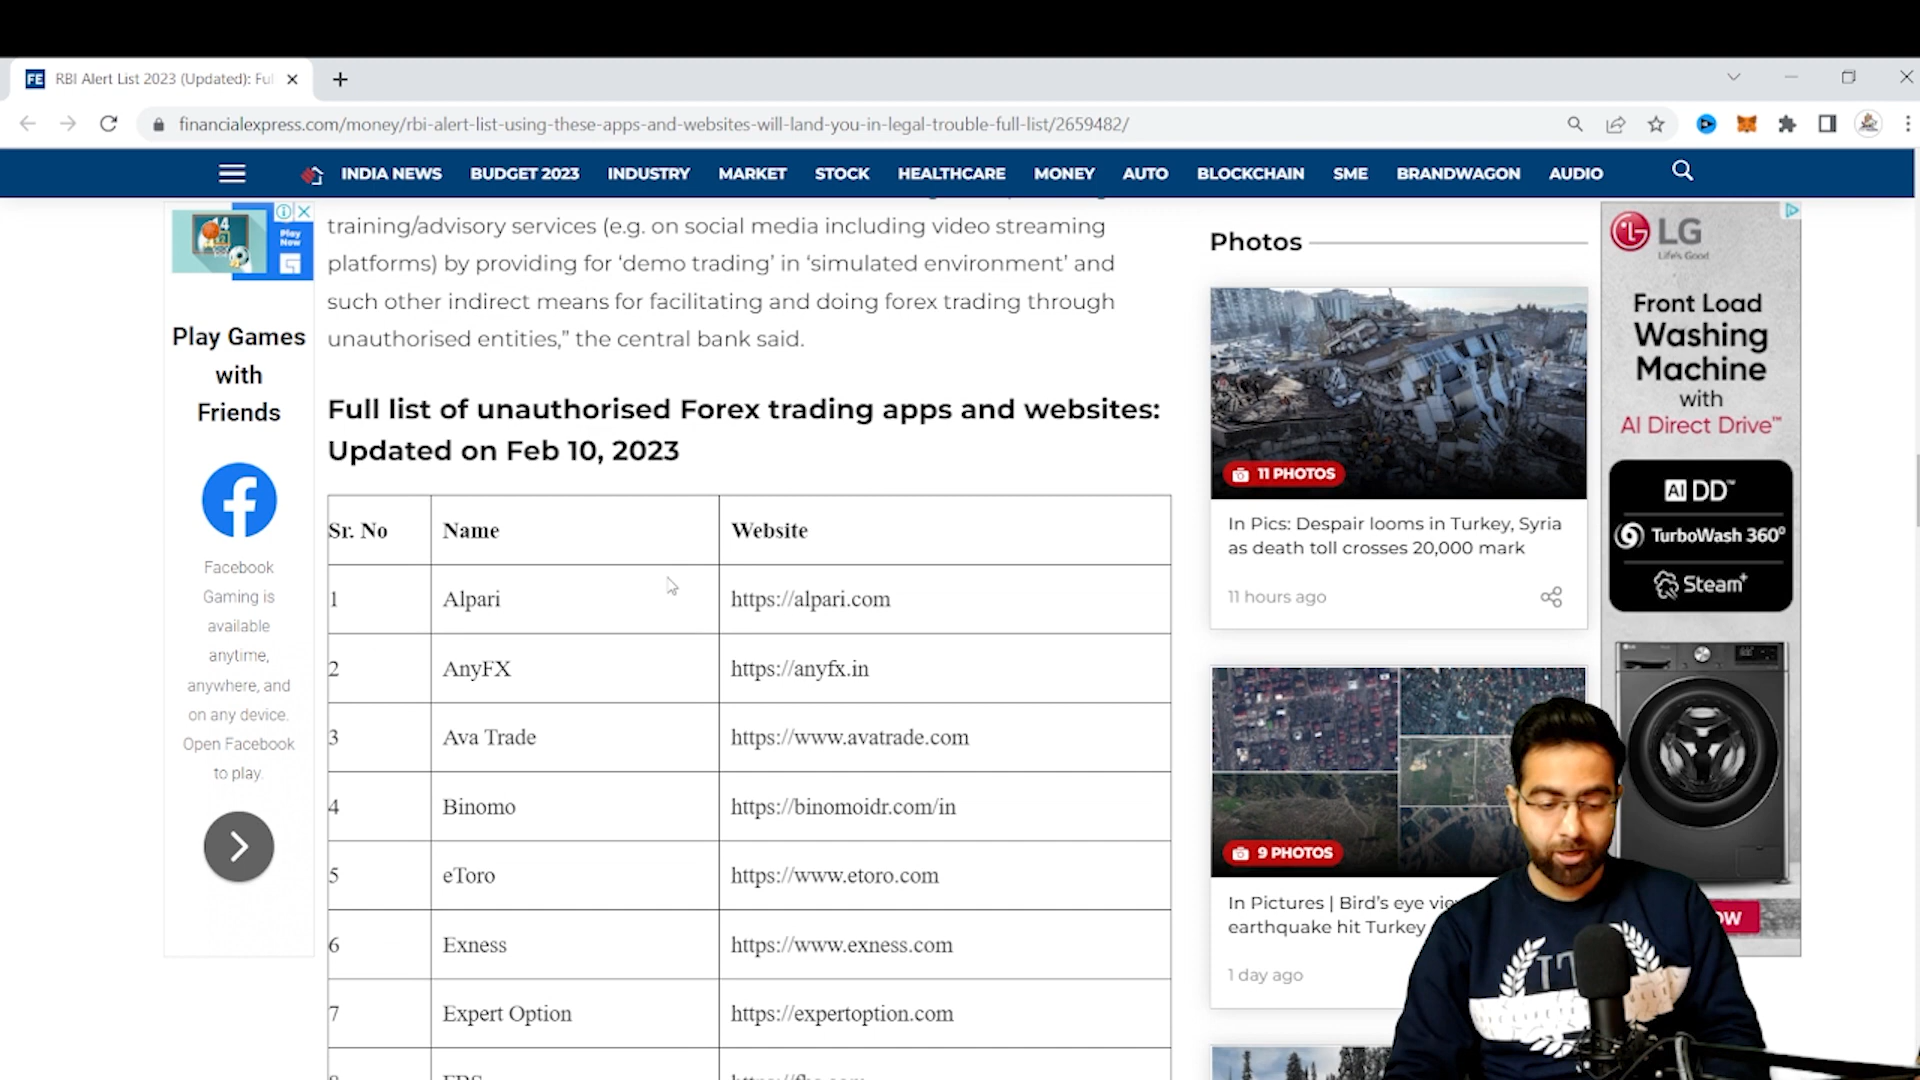 FE RBI Alert List 2023 (Updated): Ful
financialexpress.com/money/rbi-alert-list-using-these-apps-and-websites-will-land-you-in-legal-trouble-full-list/2659482/
INDIA NEWS BUDGET 2023 INDUSTRY MARKET STOCK HEALTHCARE MONEY AUTO BLOCKCHAIN SME BRANDWAGON AUDIO
Play
Now
Play Games
with
Friends
Facebook
Gaming is
available
anytime,
anywhere, and
on any device.
Open Facebook
to play.
training/advisory services (e.g. on social media including video streaming
platforms) by providing for ‘demo trading’ in ‘simulated environment’ and
such other indirect means for facilitating and doing forex trading through
unauthorised entities,” the central bank said.
Full list of unauthorised Forex trading apps and websites:
Updated on Feb 10, 2023
Sr. No Name Website
1 Alpari https://alpari.com
2 AnyFX https://anyfx.in
3 Ava Trade https://www.avatrade.com
4 Binomo https://binomoidr.com/in
5 eToro https://www.etoro.com
6 Exness https://www.exness.com
7 Expert Option https://expertoption.com
Photos
11 PHOTOS
In Pics: Despair looms in Turkey, Syria
as death toll crosses 20,000 mark
11 hours ago
9 PHOTOS
In Pictures | Bird’s eye
earthquake hit Turkey
1 day ago
LG
Life's Good
Front Load
Washing
Machine
with
AI Direct Drive™
AI DD™
TurboWash 360°
Steam+